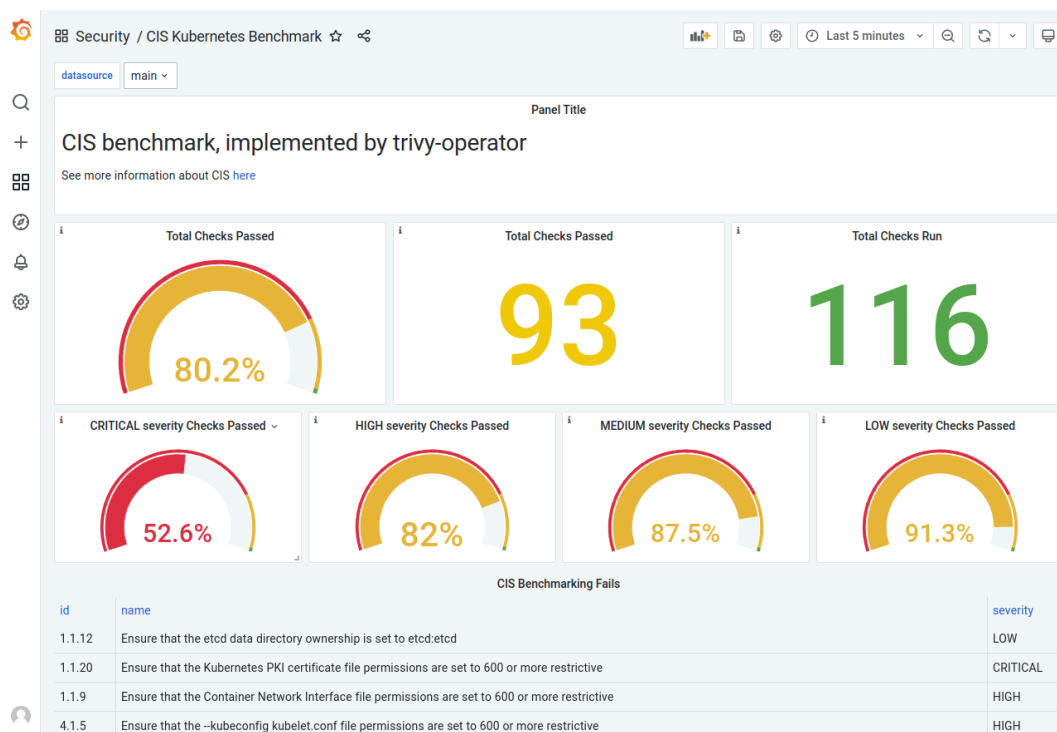 Security / CIS Kubernetes Benchmark
Last 5 minutes
datasource main
Panel Title
CIS benchmark, implemented by trivy-operator
See more information about CIS here
Total Checks Passed
80.2%
Total Checks Passed
93
Total Checks Run
116
CRITICAL severity Checks Passed
52.6%
HIGH severity Checks Passed
82%
MEDIUM severity Checks Passed
87.5%
LOW severity Checks Passed
91.3%
CIS Benchmarking Fails
id name severity
1.1.12 Ensure that the etcd data directory ownership is set to etcd:etcd LOW
1.1.20 Ensure that the Kubernetes PKI certificate file permissions are set to 600 or more restrictive CRITICAL
1.1.9 Ensure that the Container Network Interface file permissions are set to 600 or more restrictive HIGH
4.1.5 Ensure that the --kubeconfig kubelet.conf file permissions are set to 600 or more restrictive HIGH